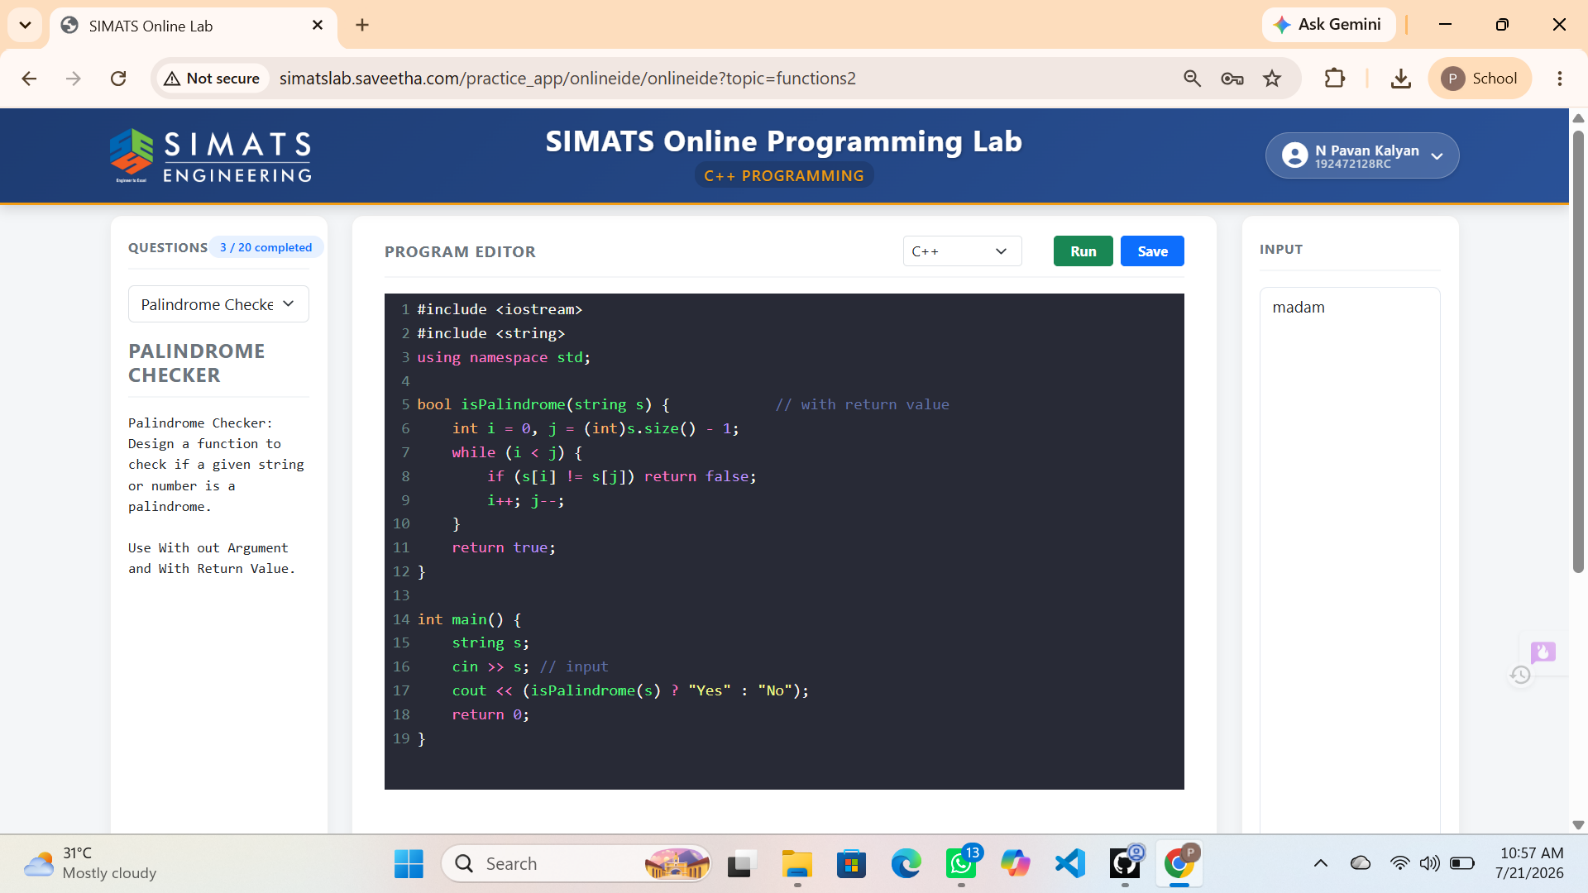 SIMATS Online Lab
Ask Gemini
Not secure
simatslab.saveetha.com/practice_app/onlineide/onlineide?topic=functions2
P
School
SIMATS
ENGINEERING
Engineer to Excel
SIMATS Online Programming Lab
C++ PROGRAMMING
N Pavan Kalyan
192472128RC
QUESTIONS
3 / 20 completed
Palindrome Checke
PALINDROME
CHECKER
Palindrome Checker:
Design a function to
check if a given string
or number is a
palindrome.
Use With out Argument
and With Return Value.
PROGRAM EDITOR
C++
Run
Save
1 #include <iostream>
2 #include <string>
3 using namespace std;
4
5 bool isPalindrome(string s) {            // with return value
6     int i = 0, j = (int)s.size() - 1;
7     while (i < j) {
8         if (s[i] != s[j]) return false;
9         i++; j--;
10     }
11     return true;
12 }
13
14 int main() {
15     string s;
16     cin >> s; // input
17     cout << (isPalindrome(s) ? "Yes" : "No");
18     return 0;
19 }
INPUT
madam
31°C
Mostly cloudy
Search
13
P
10:57 AM
7/21/2026